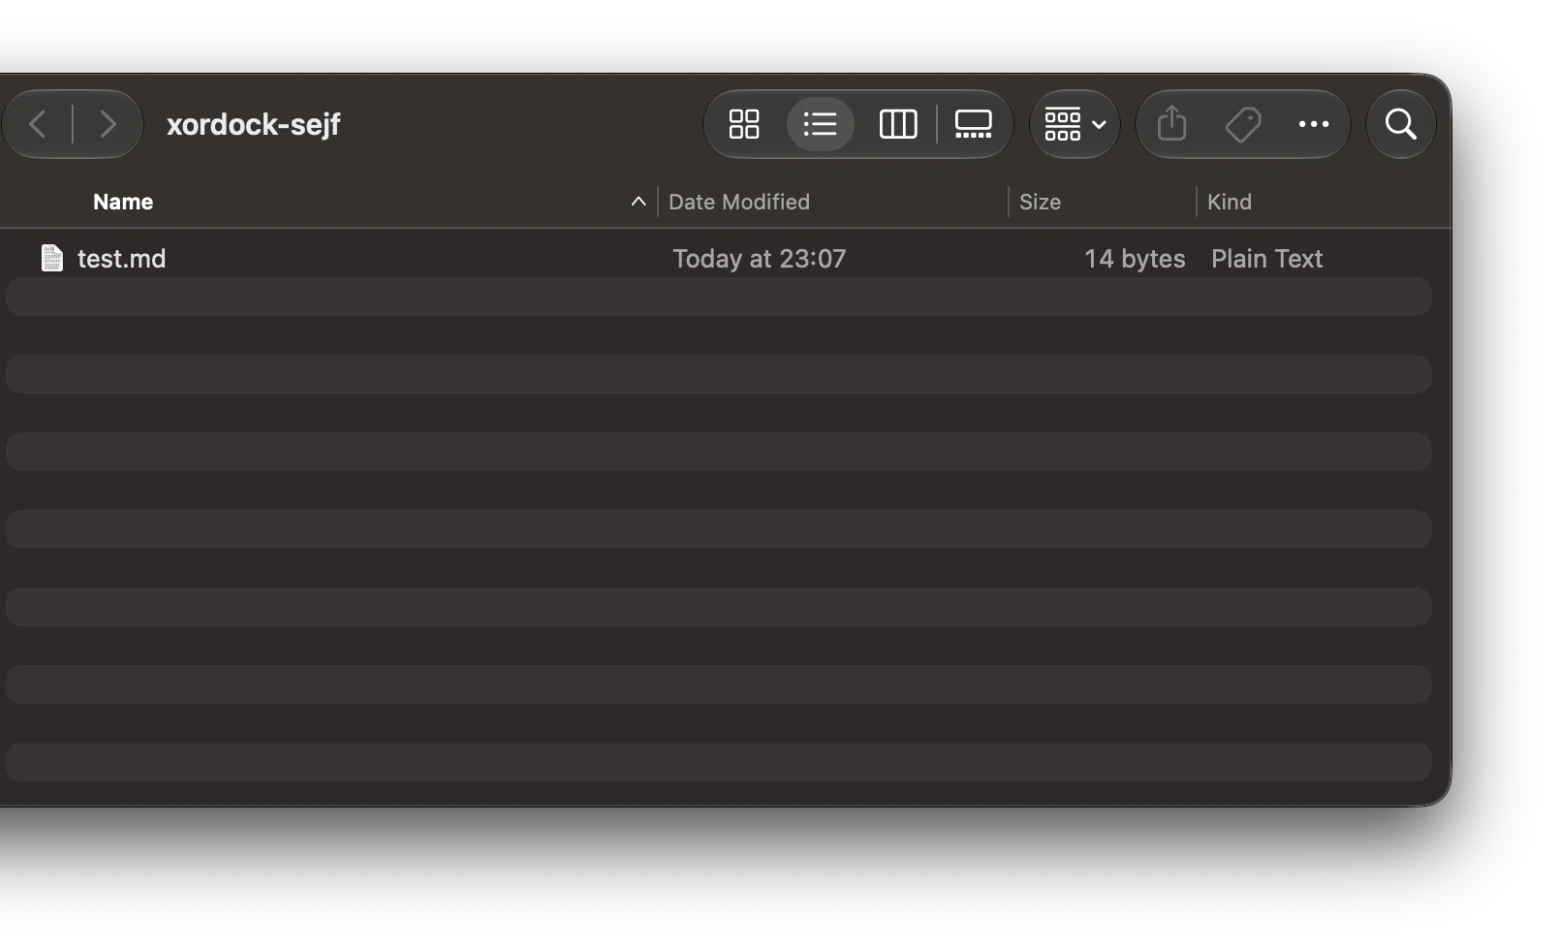 xordock-sejf
Name Date Modified Size Kind
test.md Today at 23:07 14 bytes Plain Text